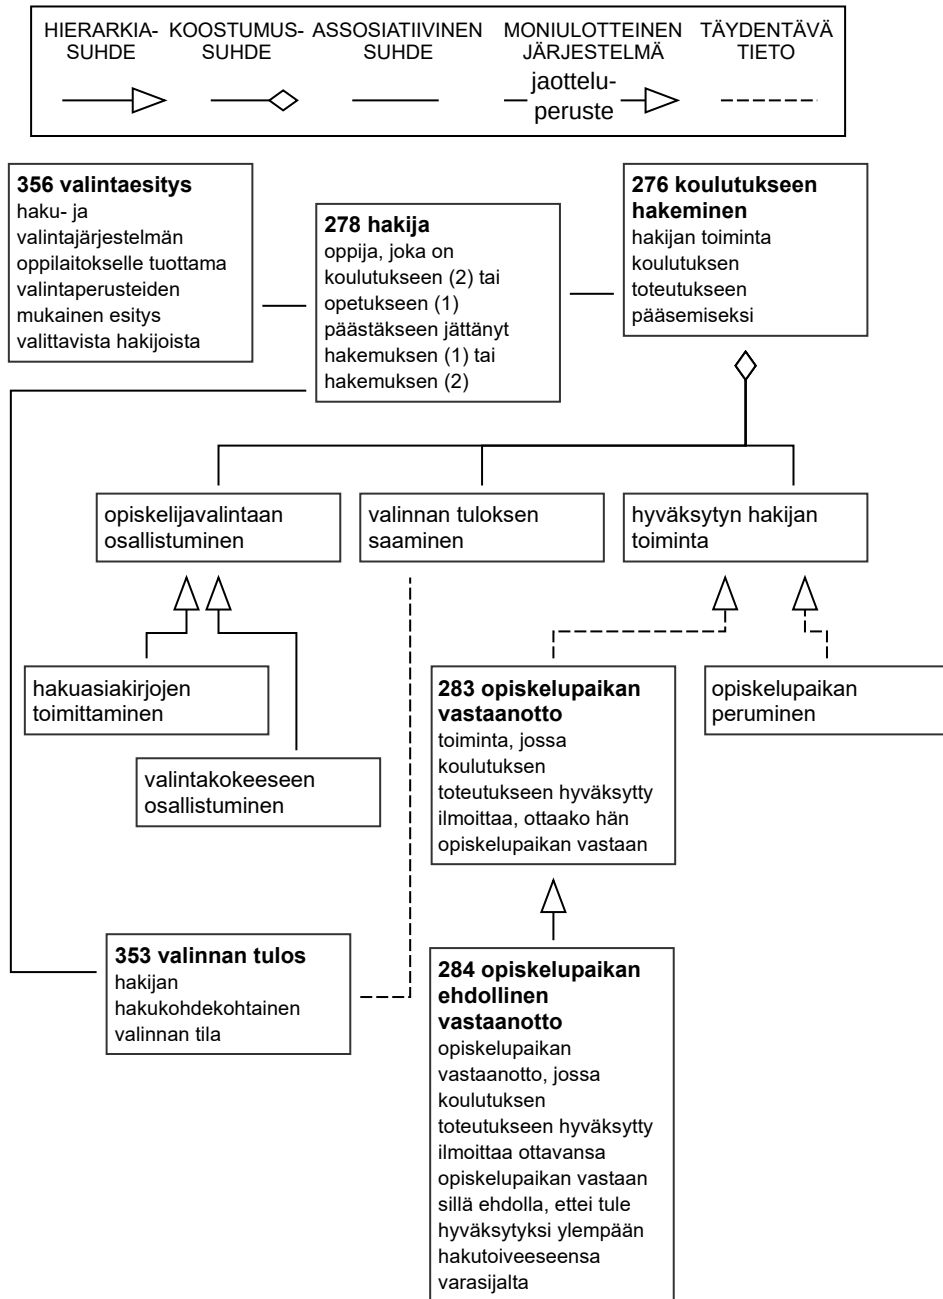 HIERARKIA-
SUHDE
KOOSTUMUS-
SUHDE
ASSOSIATIIVINEN
SUHDE
MONIULOTTEINEN
JÄRJESTELMÄ
jaottelu-
peruste
TÄYDENTÄVÄ
TIETO
356 valintaesitys
haku- ja
valintajärjestelmän
oppilaitokselle tuottama
valintaperusteiden
mukainen esitys
valittavista hakijoista
278 hakija
oppija, joka on
koulutukseen (2) tai
opetukseen (1)
päästäkseen jättänyt
hakemuksen (1) tai
hakemuksen (2)
276 koulutukseen
hakeminen
hakijan toiminta
koulutuksen
toteutukseen
pääsemiseksi
opiskelijavalintaan
osallistuminen
valinnan tuloksen
saaminen
hyväksytyn hakijan
toiminta
hakuasiakirjojen
toimittaminen
valintakokeeseen
osallistuminen
283 opiskelupaikan
vastaanotto
toiminta, jossa
koulutuksen
toteutukseen hyväksytty
ilmoittaa, ottaako hän
opiskelupaikan vastaan
opiskelupaikan
peruminen
353 valinnan tulos
hakijan
hakukohdekohtainen
valinnan tila
284 opiskelupaikan
ehdollinen
vastaanotto
opiskelupaikan
vastaanotto, jossa
koulutuksen
toteutukseen hyväksytty
ilmoittaa ottavansa
opiskelupaikan vastaan
sillä ehdolla, ettei tule
hyväksytyksi ylempään
hakutoiveeseensa
varasijalta